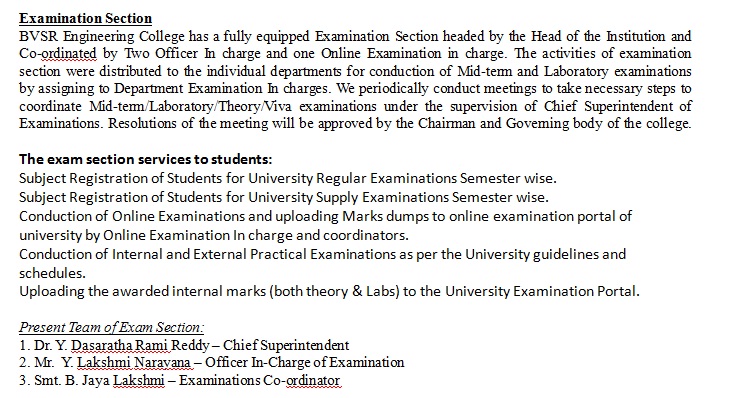 Examination Section
BVSR Engineering College has a fully equipped Examination Section headed by the Head of the Institution and
Co-ordinated by Two Officer In charge and one Online Examination in charge. The activities of examination
section were distributed to the individual departments for conduction of Mid-term and Laboratory examinations
by assigning to Department Examination In charges. We periodically conduct meetings to take necessary steps to
coordinate Mid-term/Laboratory/Theory/Viva examinations under the supervision of Chief Superintendent of
Examinations. Resolutions of the meeting will be approved by the Chairman and Governing body of the college.
The exam section services to students:
Subject Registration of Students for University Regular Examinations Semester wise.
Subject Registration of Students for University Supply Examinations Semester wise.
Conduction of Online Examinations and uploading Marks dumps to online examination portal of
university by Online Examination In charge and coordinators.
Conduction of Internal and External Practical Examinations as per the University guidelines and
schedules.
Uploading the awarded internal marks (both theory & Labs) to the University Examination Portal.
Present Team of Exam Section:
1. Dr. Y. Dasaratha Rami Reddy – Chief Superintendent
2. Mr. Y. Lakshmi Narayana – Officer In-Charge of Examination
3. Smt. B. Jaya Lakshmi – Examinations Co-ordinator